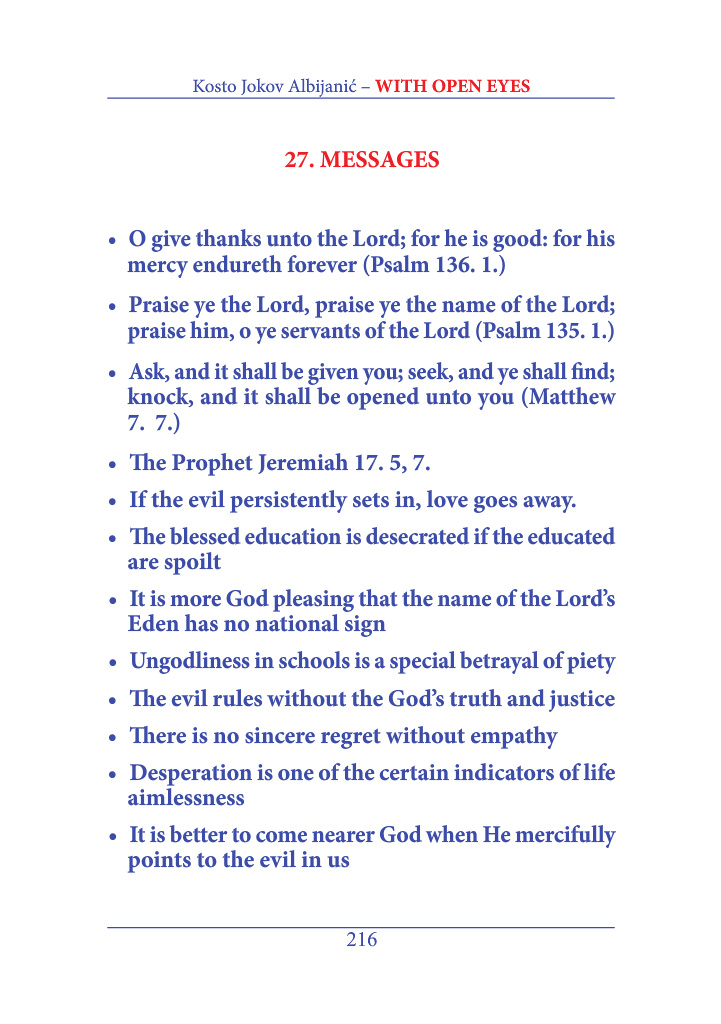 Kosto Jokov Albijanić – WITH OPEN EYES
27. MESSAGES
• O give thanks unto the Lord; for he is good: for his
mercy endureth forever (Psalm 136. 1.)
• Praise ye the Lord, praise ye the name of the Lord;
praise him, o ye servants of the Lord (Psalm 135. 1.)
• Ask, and it shall be given you; seek, and ye shall find;
knock, and it shall be opened unto you (Matthew
7. 7.)
• The Prophet Jeremiah 17. 5, 7.
• If the evil persistently sets in, love goes away.
• The blessed education is desecrated if the educated
are spoilt
• It is more God pleasing that the name of the Lord’s
Eden has no national sign
• Ungodliness in schools is a special betrayal of piety
• The evil rules without the God’s truth and justice
• There is no sincere regret without empathy
• Desperation is one of the certain indicators of life
aimlessness
• It is better to come nearer God when He mercifully
points to the evil in us
216